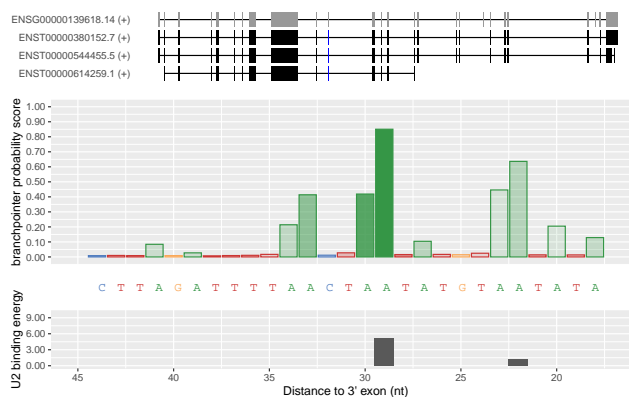 ENSG00000139618.14 (+)
ENST00000380152.7 (+)
ENST00000544455.5 (+)
ENST00000614259.1 (+)
branchpointer probability score
1.00
0.90
0.80
0.70
0.60
0.50
0.40
0.30
0.20
0.10
0.00
C T T A G A T T T T A A C T A A T A T G T A A T A T A
U2 binding energy
9.00
6.00
3.00
0.00
45 40 35 30 25 20
Distance to 3' exon (nt)